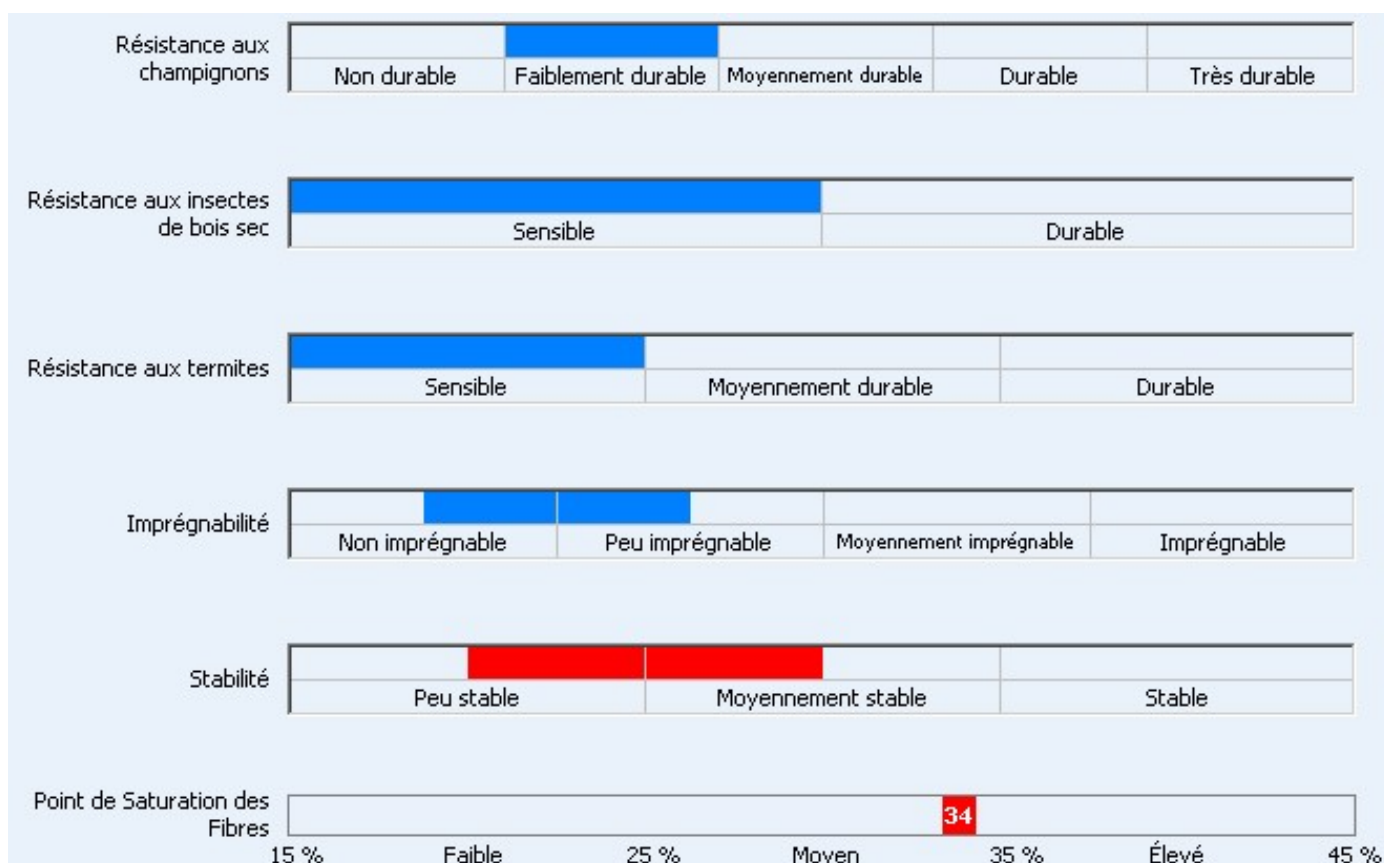 Résistance aux
champignons
Non durable Faiblement durable Moyennement durable Durable Très durable
Résistance aux insectes
de bois sec
Sensible Durable
Résistance aux termites
Sensible Moyennement durable Durable
Imprégnabilité
Non imprégnable Peu imprégnable Moyennement imprégnable Imprégnable
Stabilité
Peu stable Moyennement stable Stable
Point de Saturation des
Fibres
34
15 % Faible 25 % Moyen 35 % Élevé 45 %